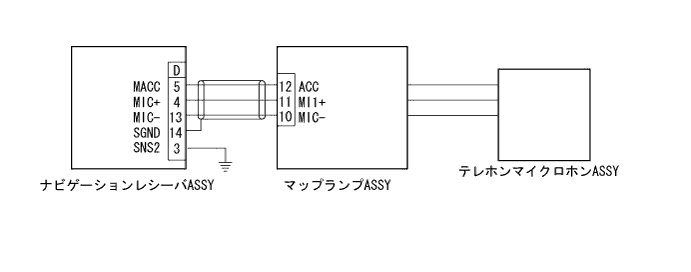 D
MACC 5
MIC+ 4
MIC- 13
SGND 14
SNS2 3
12 ACC
11 MI1+
10 MIC-
ナビゲーションレシーバASSY
マップランプASSY
テレホンマイクロホンASSY